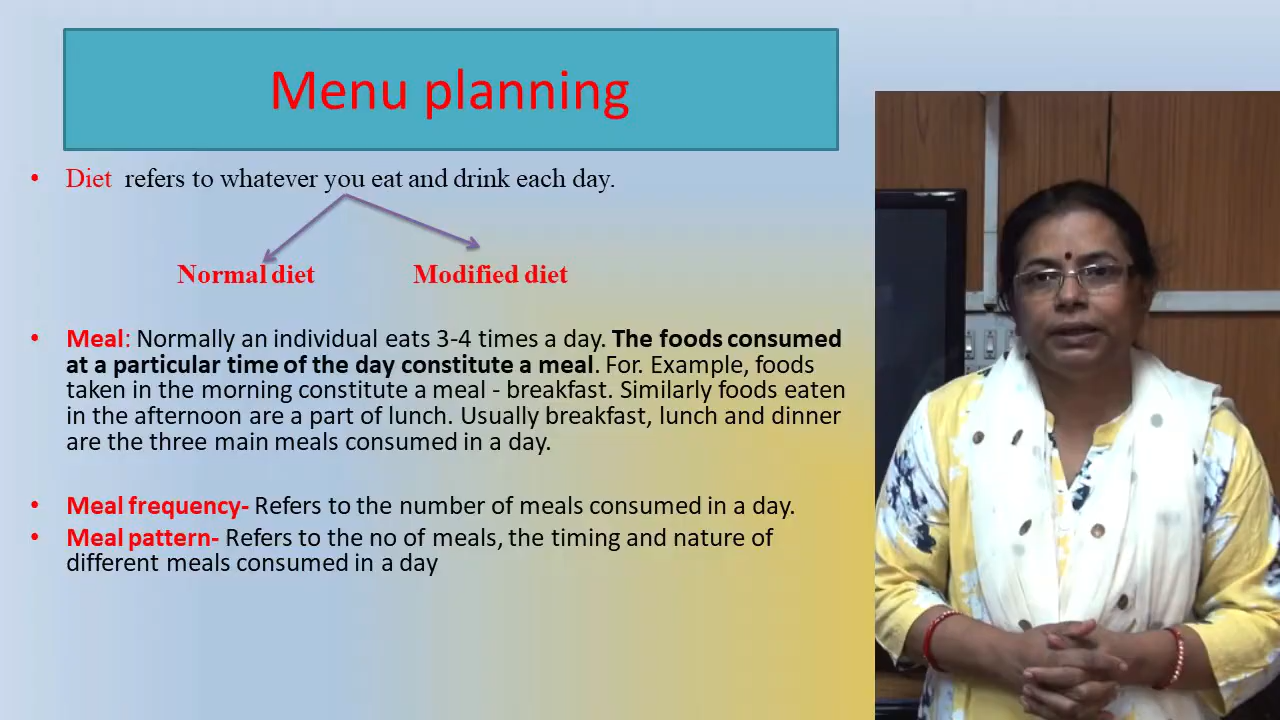 Menu planning
• Diet refers to whatever you eat and drink each day.
Normal diet Modified diet
• Meal: Normally an individual eats 3-4 times a day. The foods consumed
at a particular time of the day constitute a meal. For. Example, foods
taken in the morning constitute a meal - breakfast. Similarly foods eaten
in the afternoon are a part of lunch. Usually breakfast, lunch and dinner
are the three main meals consumed in a day.
• Meal frequency- Refers to the number of meals consumed in a day.
• Meal pattern- Refers to the no of meals, the timing and nature of
different meals consumed in a day